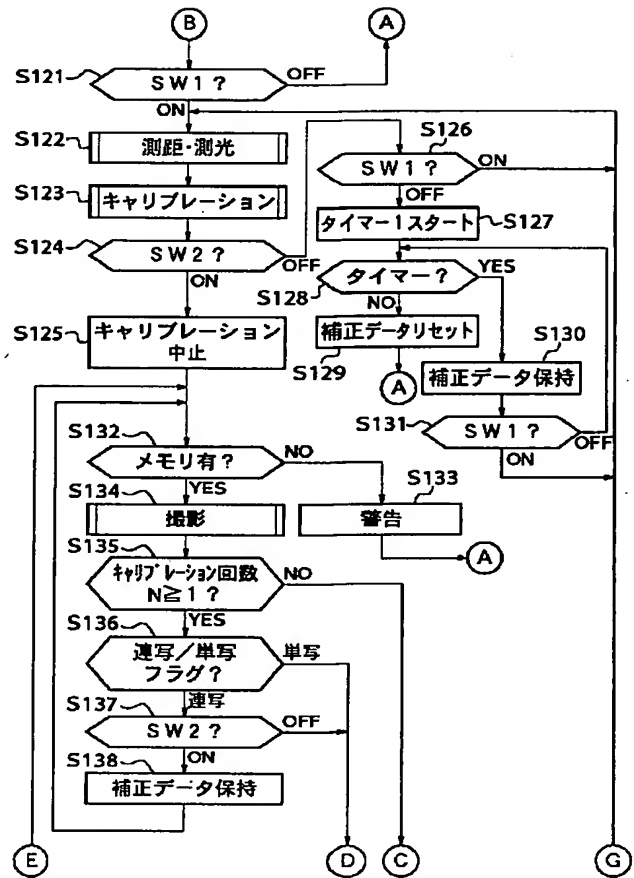 B
A
S121
SW1?
OFF
ON
S122
測距・測光
S123
キャリブレーション
S124
SW2?
OFF
ON
S125
キャリブレーション
中止
S126
SW1?
ON
OFF
タイマー1スタート
S127
S128
タイマー?
YES
NO
補正データリセット
S129
A
S130
補正データ保持
S131
SW1?
OFF
ON
S132
メモリ有?
NO
YES
S133
警告
A
S134
撮影
S135
キャリブレーション回数
N≧1?
NO
YES
S136
連写/単写
フラグ?
単写
連写
S137
SW2?
OFF
ON
S138
補正データ保持
E
D
C
G